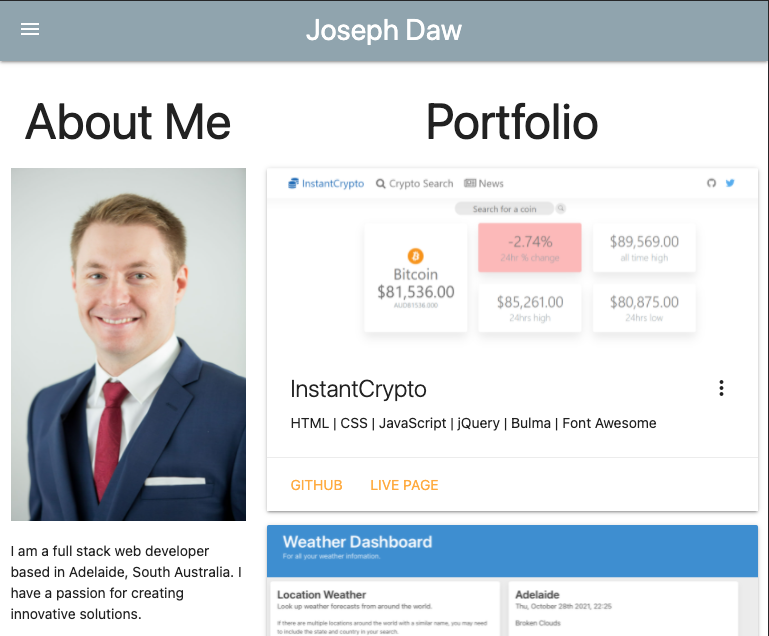 Joseph Daw
About Me
Portfolio
InstantCrypto Crypto Search News
Search for a coin
Bitcoin
$81,536.00
AUD81536.000
-2.74%
24hr % change
$89,569.00
all time high
$85,261.00
24hrs high
$80,875.00
24hrs low
InstantCrypto
HTML | CSS | JavaScript | jQuery | Bulma | Font Awesome
GITHUB LIVE PAGE
I am a full stack web developer
based in Adelaide, South Australia. I
have a passion for creating
innovative solutions.
Weather Dashboard
For all your weather infomation.
Location Weather
Look up weather forecasts from around the world.
If there are multiple locations around the world with a similar name, you may need
to include the state and country in your search.
Adelaide
Thu, October 28th 2021, 22:25
Broken Clouds